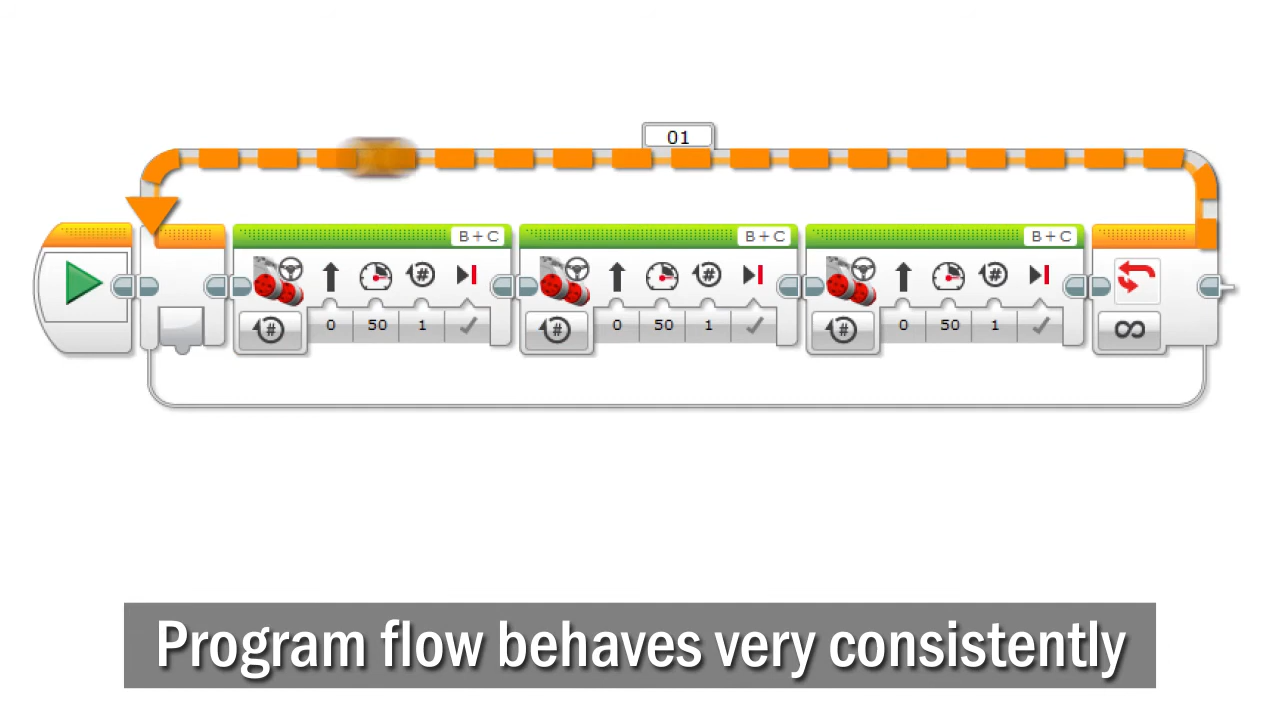 01
B+C
B+C
B+C
# # # 
0 50 1
0 50 1
0 50 1
∞
Program flow behaves very consistently